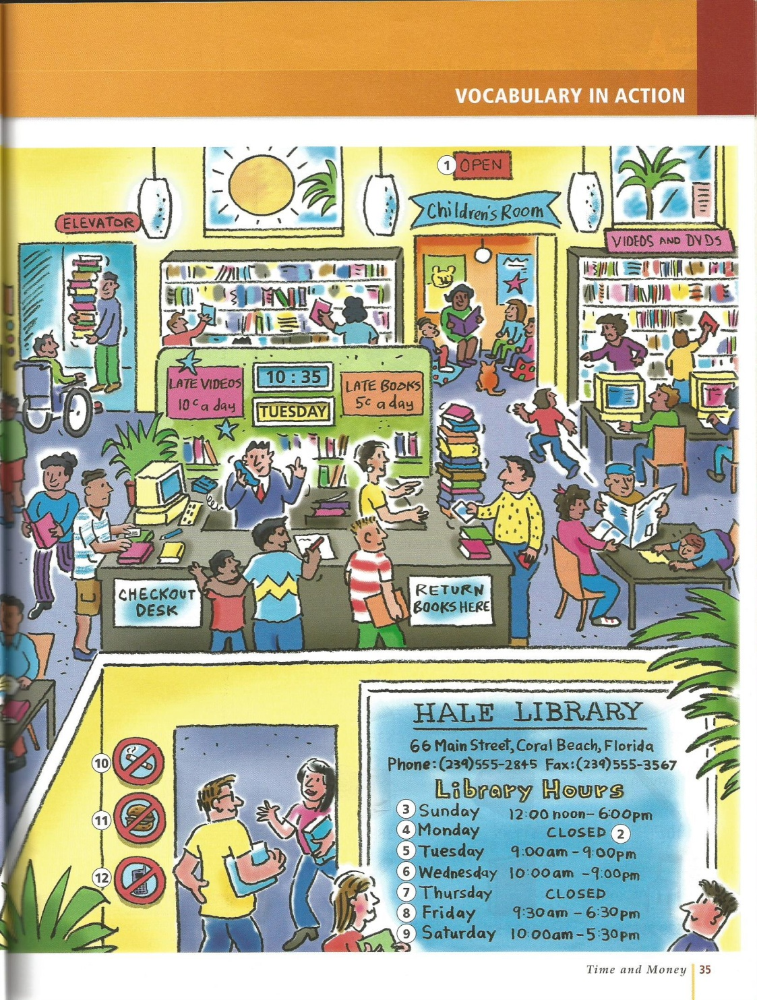 VOCABULARY IN ACTION
1 OPEN
Children's Room
ELEVATOR
VIDEOS AND DVDS
LATE VIDEOS
10¢ a day
10:35
TUESDAY
LATE BOOKS
5¢ a day
CHECKOUT
DESK
RETURN
BOOKS HERE
HALE LIBRARY
66 Main Street, Coral Beach, Florida
Phone: (239)555-2845 Fax: (239)555-3567
Library Hours
3 Sunday 12:00 noon – 6:00pm
4 Monday CLOSED 2
5 Tuesday 9:00am – 9:00pm
6 Wednesday 10:00am – 9:00pm
7 Thursday CLOSED
8 Friday 9:30am – 6:30pm
9 Saturday 10:00am – 5:30pm
10
11
12
Time and Money 35